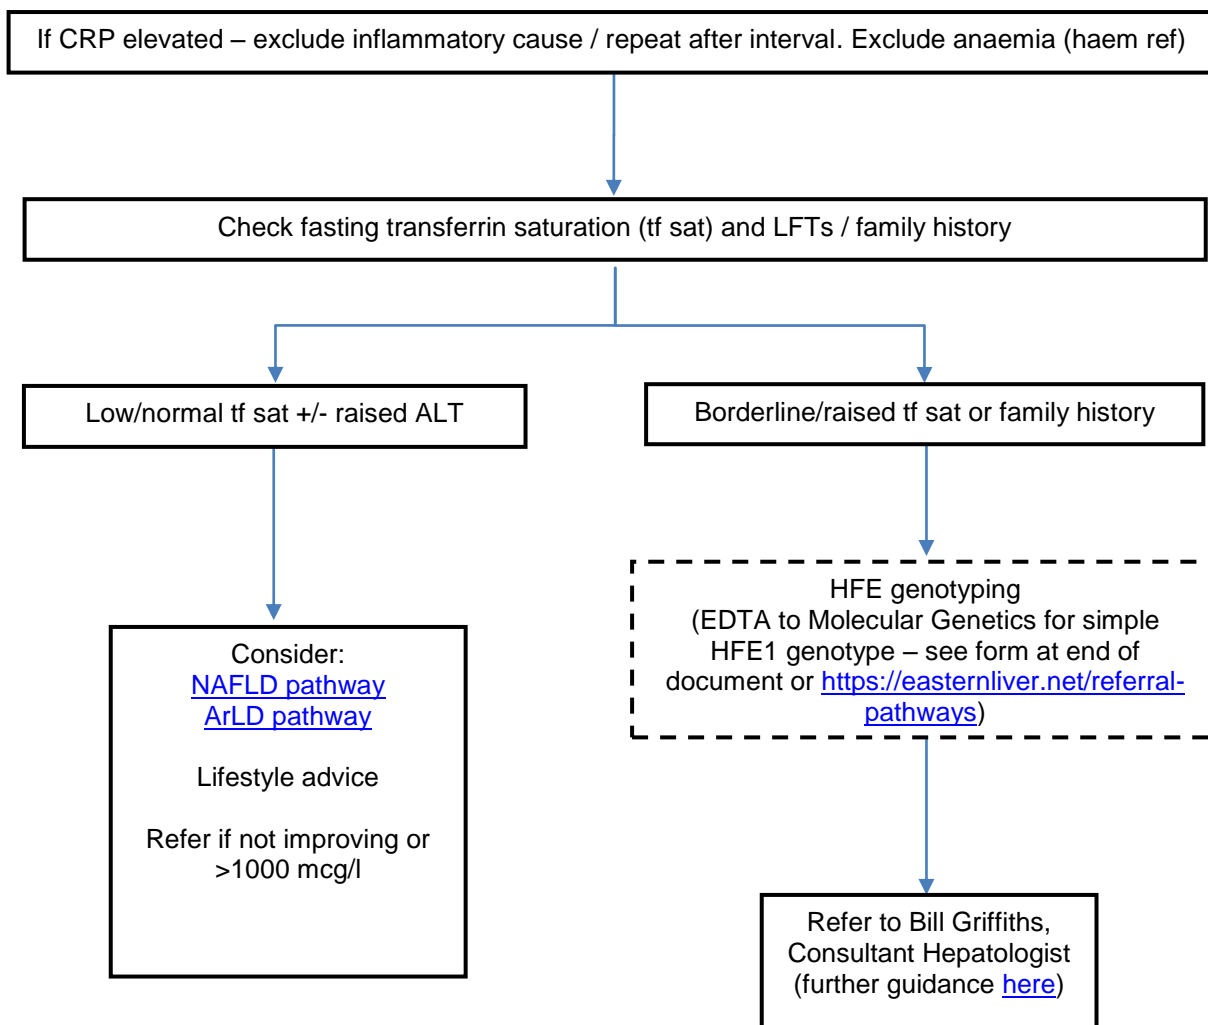 If CRP elevated – exclude inflammatory cause / repeat after interval. Exclude anaemia (haem ref)
Check fasting transferrin saturation (tf sat) and LFTs / family history
Low/normal tf sat +/- raised ALT
Borderline/raised tf sat or family history
Consider:
NAFLD pathway
ArLD pathway
Lifestyle advice
Refer if not improving or
>1000 mcg/l
HFE genotyping
(EDTA to Molecular Genetics for simple
HFE1 genotype – see form at end of
document or https://easternliver.net/referral-
pathways)
Refer to Bill Griffiths,
Consultant Hepatologist
(further guidance here)